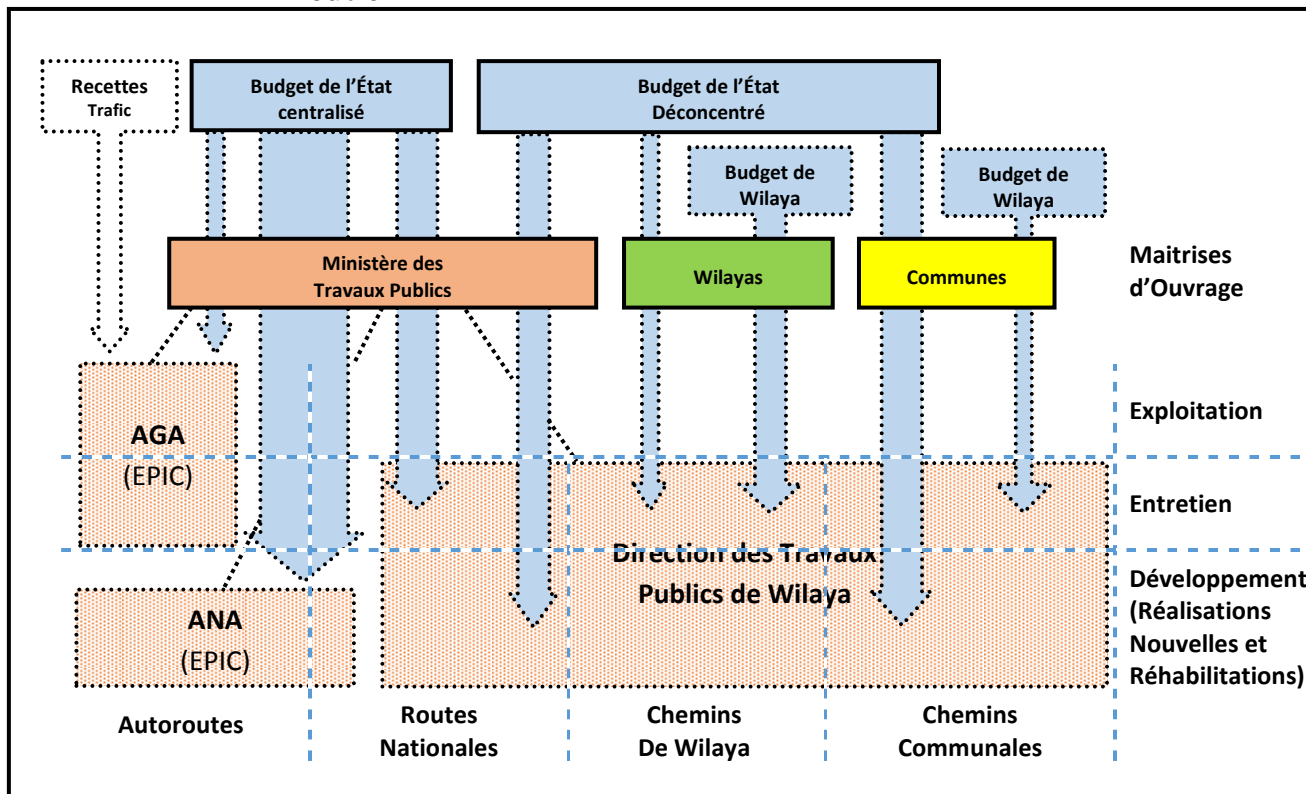 Recettes
Trafic
Budget de l’État
centralisé
Budget de l’État
Déconcentré
Budget de
Wilaya
Budget de
Wilaya
Ministère des
Travaux Publics
Wilayas
Communes
Maitrises
d’Ouvrage
AGA
(EPIC)
Exploitation
Entretien
Direction des Travaux
Publics de Wilaya
ANA
(EPIC)
Développement
(Réalisations
Nouvelles et
Réhabilitations)
Autoroutes
Routes
Nationales
Chemins
De Wilaya
Chemins
Communales